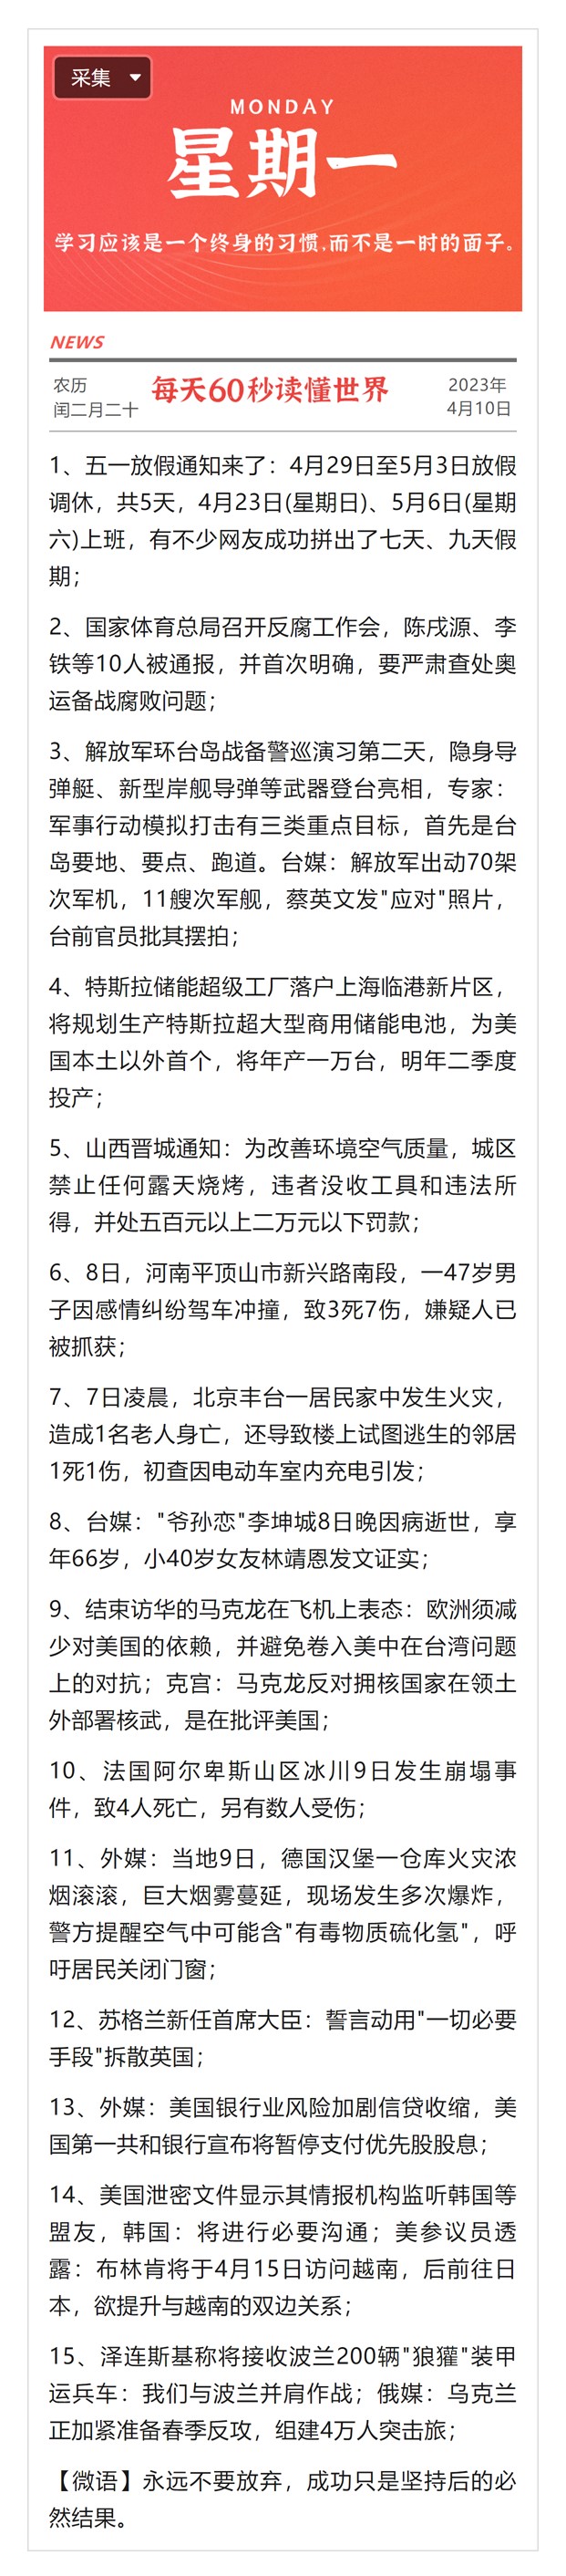 采集
MONDAY
星期一
学习应该是一个终身的习惯,而不是一时的面子。
NEWS
农历
闰二月二十
每天60秒读懂世界
2023年
4月10日
1、五一放假通知来了：4月29日至5月3日放假
调休，共5天，4月23日(星期日)、5月6日(星期
六)上班，有不少网友成功拼出了七天、九天假
期；
2、国家体育总局召开反腐工作会，陈戌源、李
铁等10人被通报，并首次明确，要严肃查处奥
运备战腐败问题；
3、解放军环台岛战备警巡演习第二天，隐身导
弹艇、新型岸舰导弹等武器登台亮相，专家：
军事行动模拟打击有三类重点目标，首先是台
岛要地、要点、跑道。台媒：解放军出动70架
次军机，11艘次军舰，蔡英文发"应对"照片，
台前官员批其摆拍；
4、特斯拉储能超级工厂落户上海临港新片区，
将规划生产特斯拉超大型商用储能电池，为美
国本土以外首个，将年产一万台，明年二季度
投产；
5、山西晋城通知：为改善环境空气质量，城区
禁止任何露天烧烤，违者没收工具和违法所
得，并处五百元以上二万元以下罚款；
6、8日，河南平顶山市新兴路南段，一47岁男
子因感情纠纷驾车冲撞，致3死7伤，嫌疑人已
被抓获；
7、7日凌晨，北京丰台一居民家中发生火灾，
造成1名老人身亡，还导致楼上试图逃生的邻居
1死1伤，初查因电动车室内充电引发；
8、台媒："爷孙恋"李坤城8日晚因病逝世，享
年66岁，小40岁女友林靖恩发文证实；
9、结束访华的马克龙在飞机上表态：欧洲须减
少对美国的依赖，并避免卷入美中在台湾问题
上的对抗；克宫：马克龙反对拥核国家在领土
外部署核武，是在批评美国；
10、法国阿尔卑斯山区冰川9日发生崩塌事
件，致4人死亡，另有数人受伤；
11、外媒：当地9日，德国汉堡一仓库火灾浓
烟滚滚，巨大烟雾蔓延，现场发生多次爆炸，
警方提醒空气中可能含"有毒物质硫化氢"，呼
吁居民关闭门窗；
12、苏格兰新任首席大臣：誓言动用"一切必要
手段"拆散英国；
13、外媒：美国银行业风险加剧信贷收缩，美
国第一共和银行宣布将暂停支付优先股股息；
14、美国泄密文件显示其情报机构监听韩国等
盟友，韩国：将进行必要沟通；美参议员透
露：布林肯将于4月15日访问越南，后前往日
本，欲提升与越南的双边关系；
15、泽连斯基称将接收波兰200辆"狼獾"装甲
运兵车：我们与波兰并肩作战；俄媒：乌克兰
正加紧准备春季反攻，组建4万人突击旅；
【微语】永远不要放弃，成功只是坚持后的必
然结果。